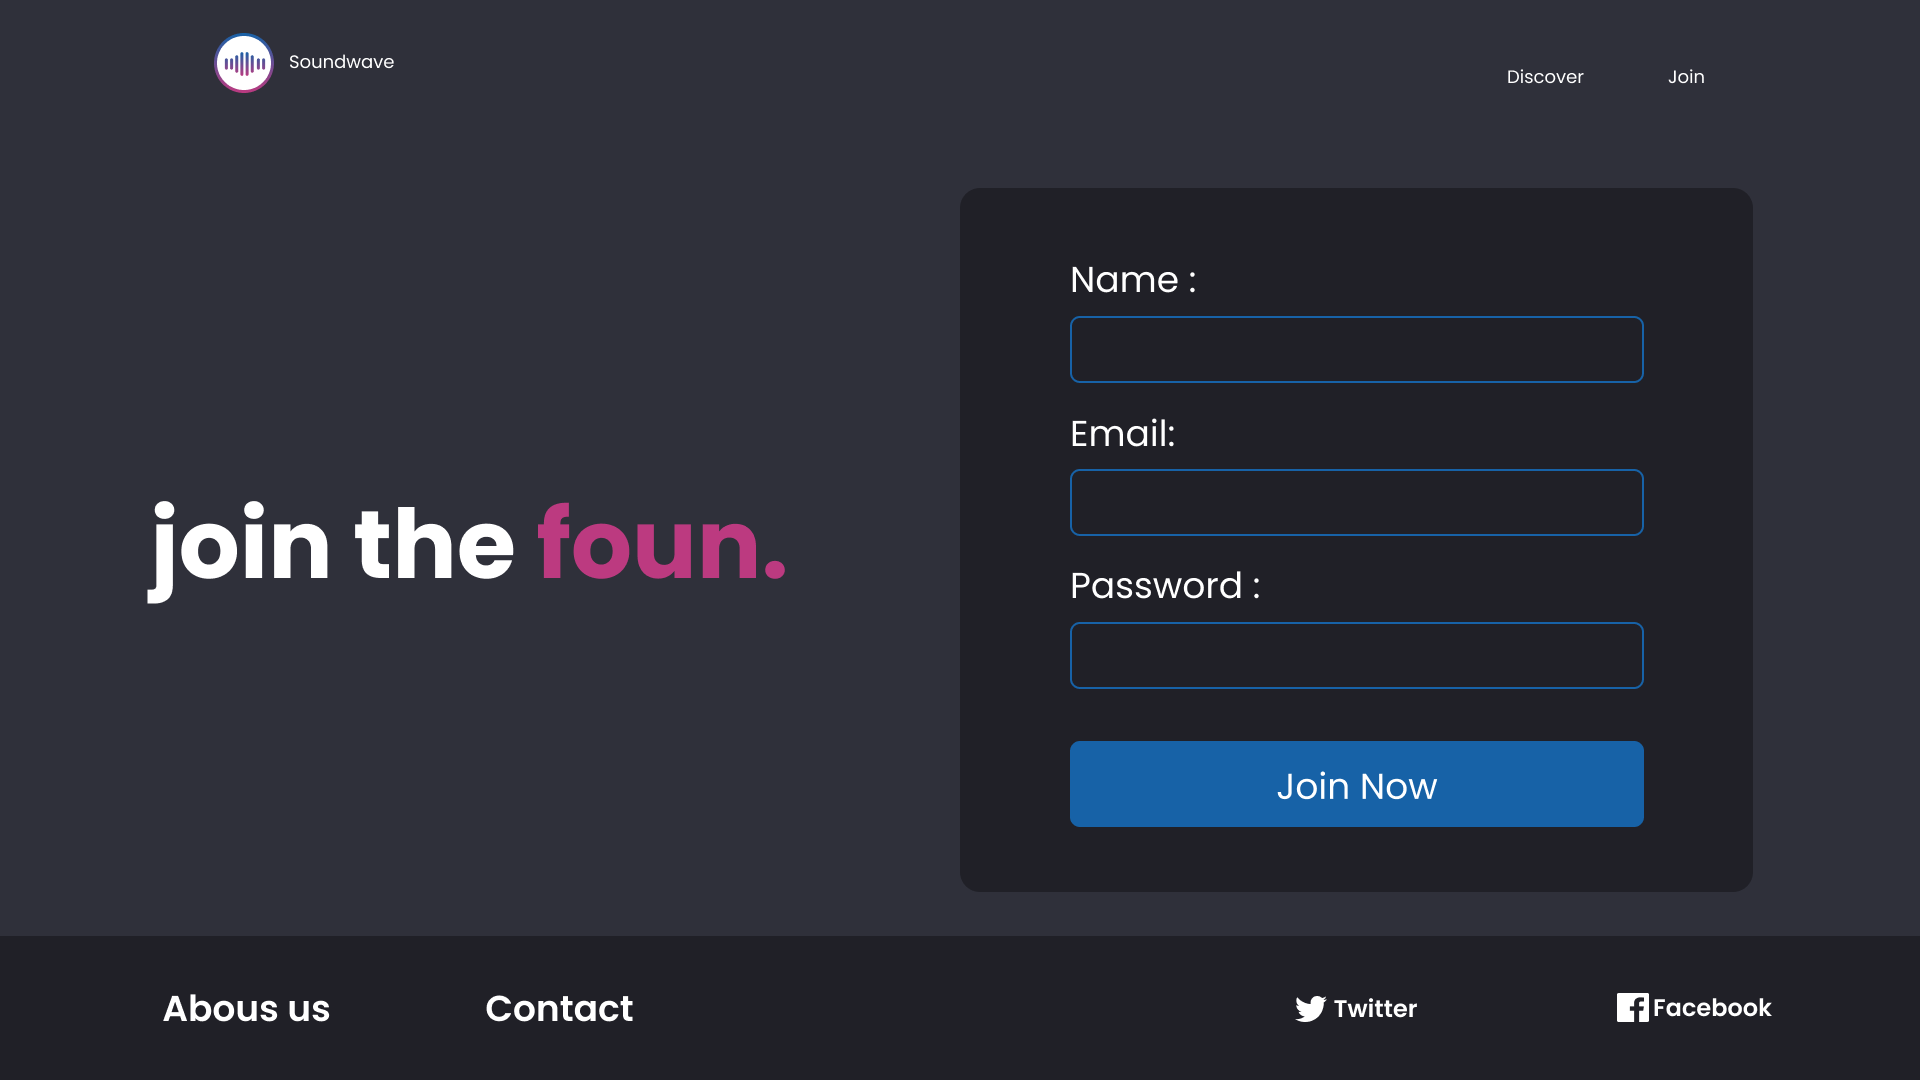 Soundwave
Discover
Join
join the foun.
Name :
Email:
Password :
Join Now
Abous us
Contact
Twitter
Facebook